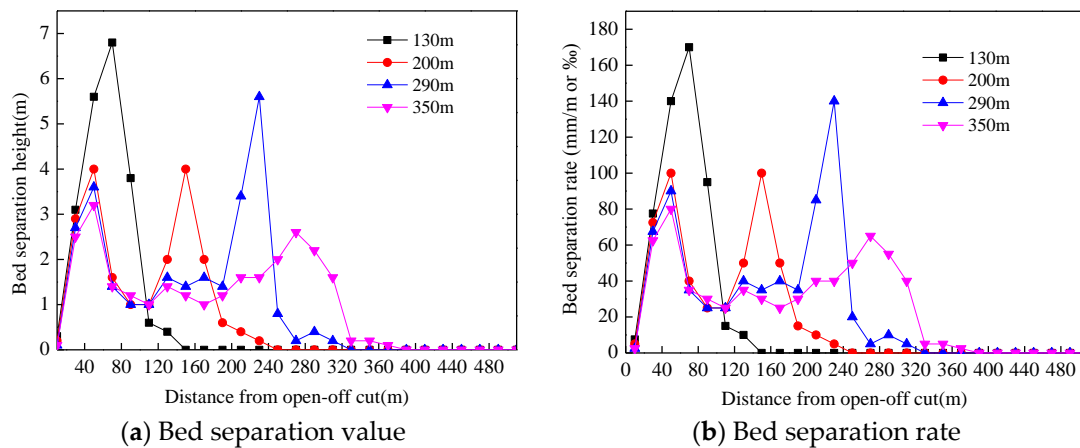 7
6
5
4
3
2
1
0
Bed separation height(m)
130m
200m
290m
350m
40 80 120 160 200 240 280 320 360 400 440 480
Distance from open-off cut(m)
(a) Bed separation value
180
160
140
120
100
80
60
40
20
0
Bed separation rate (mm/m or ‰)
130m
200m
290m
350m
40 80 120 160 200 240 280 320 360 400 440 480
Distance from open-off cut(m)
(b) Bed separation rate